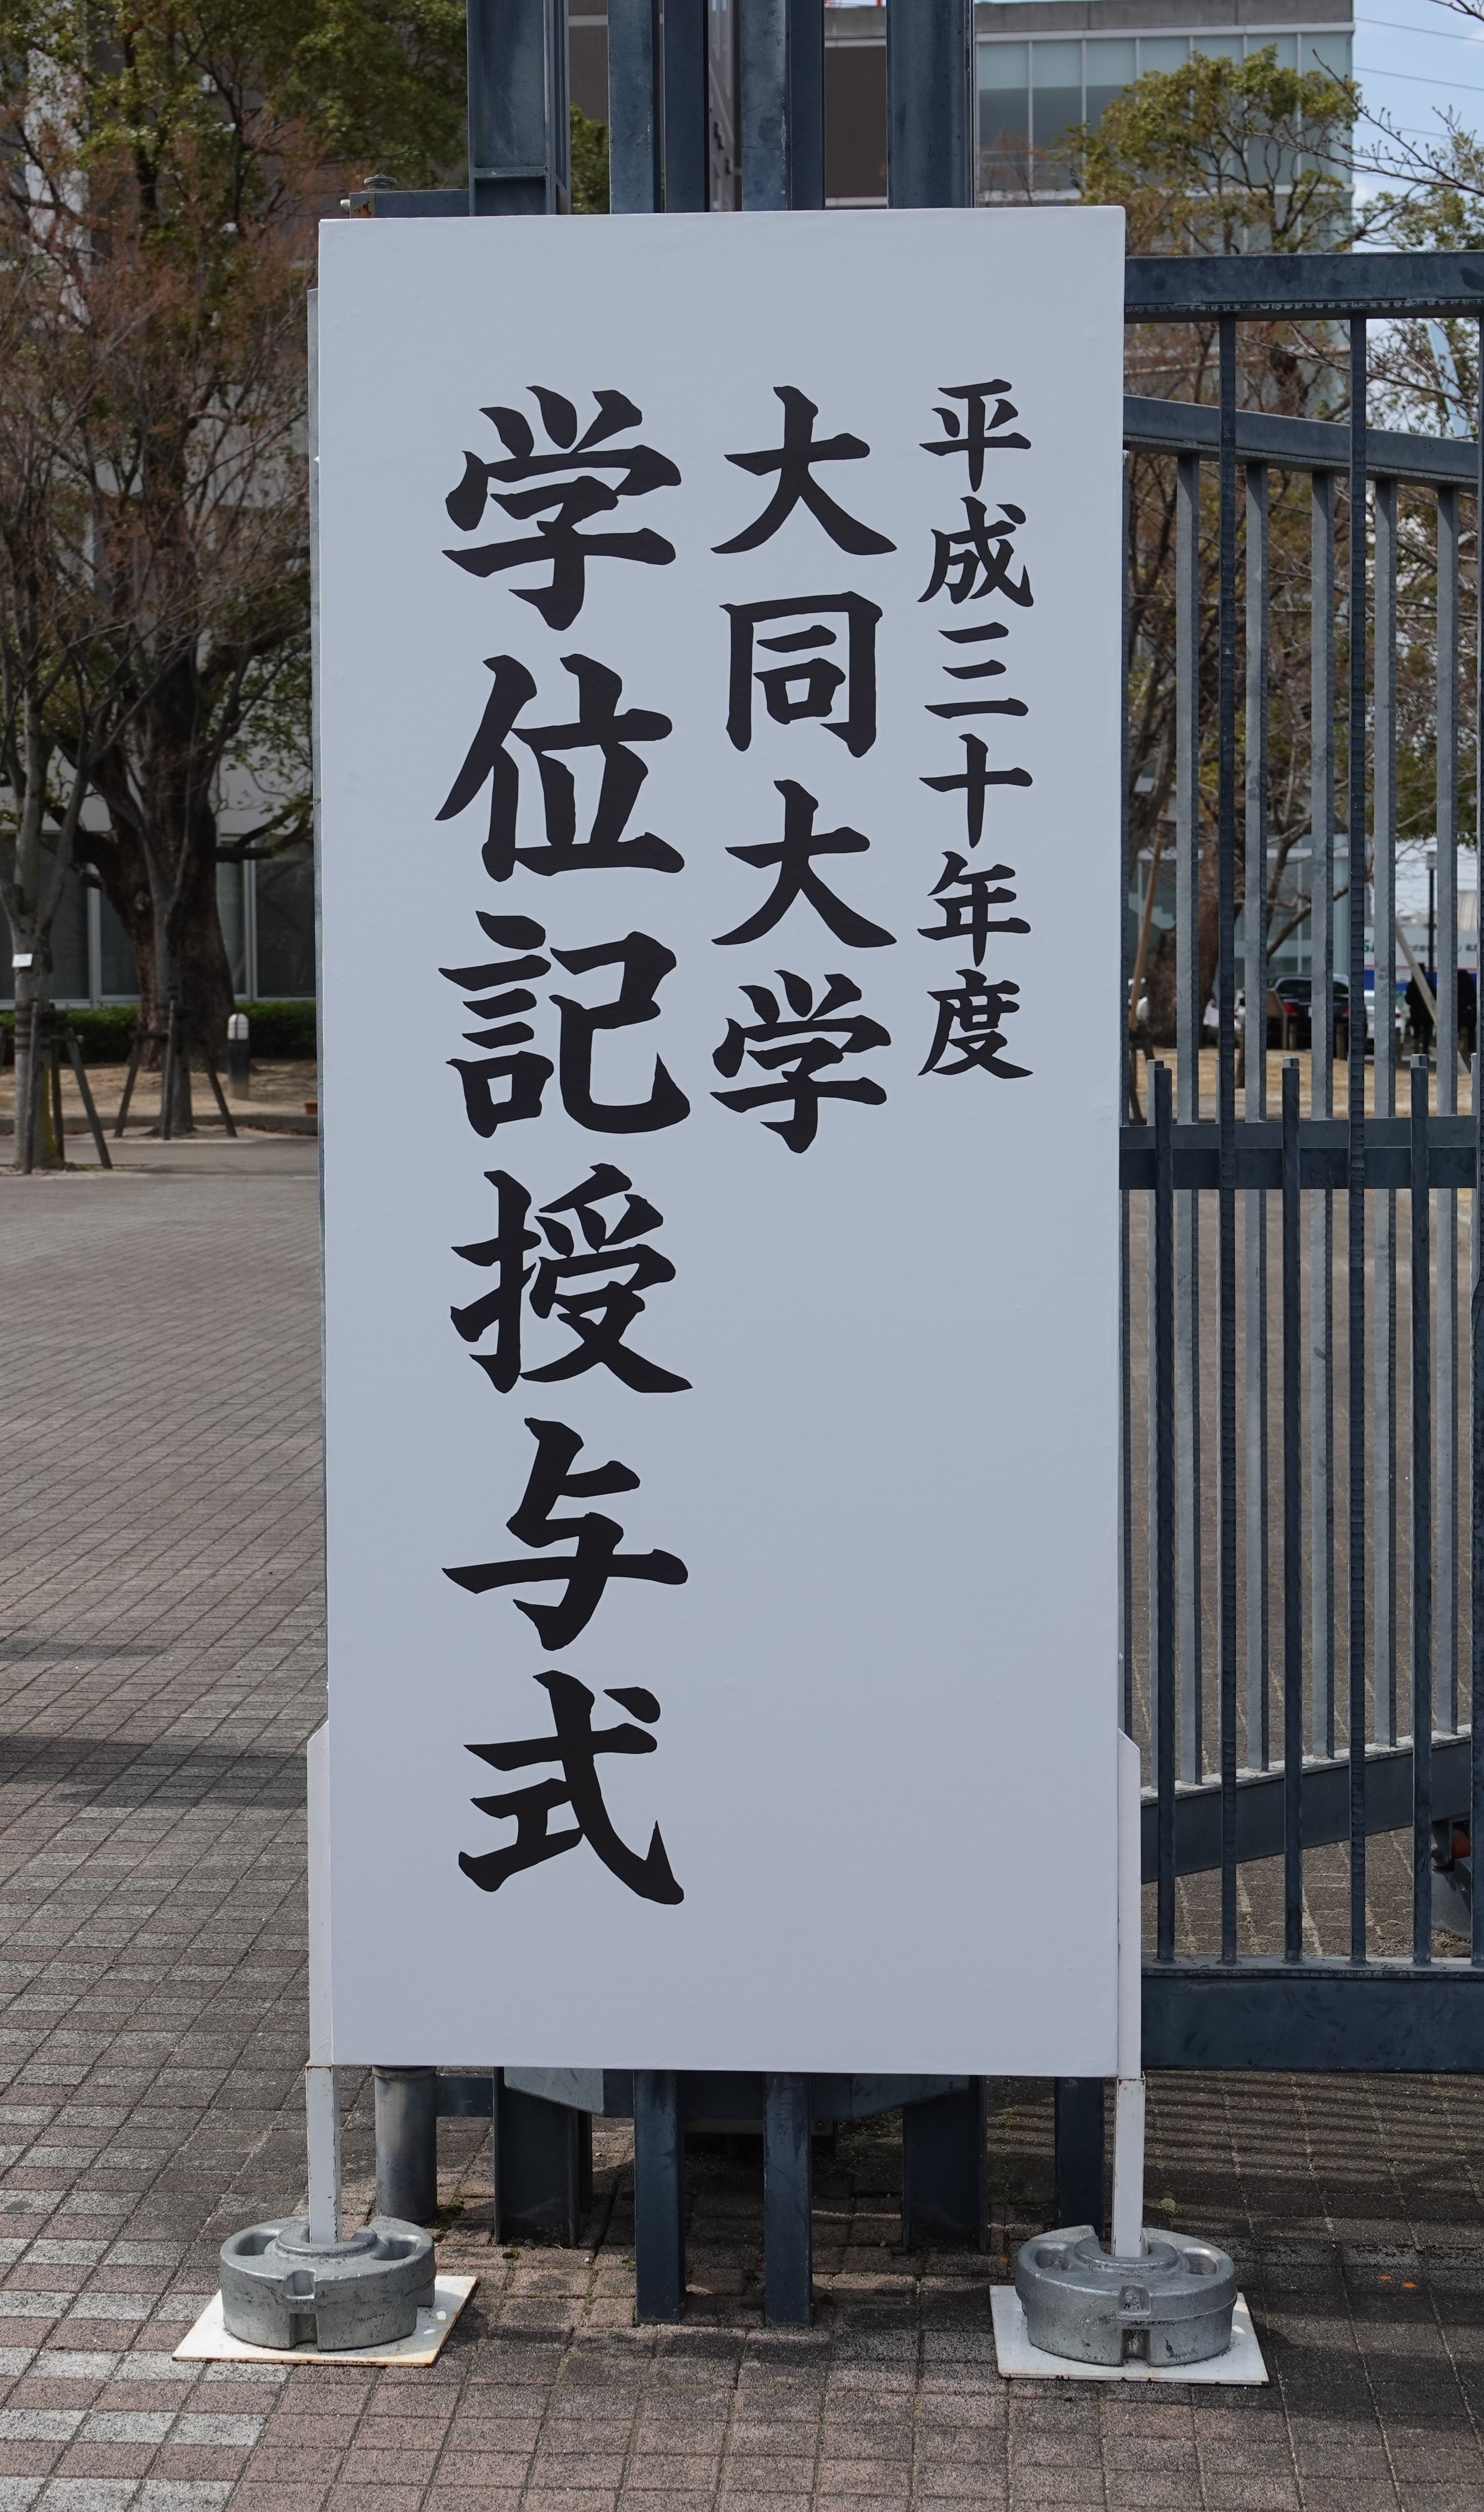 平成三十年度
大同大学
学位記授与式